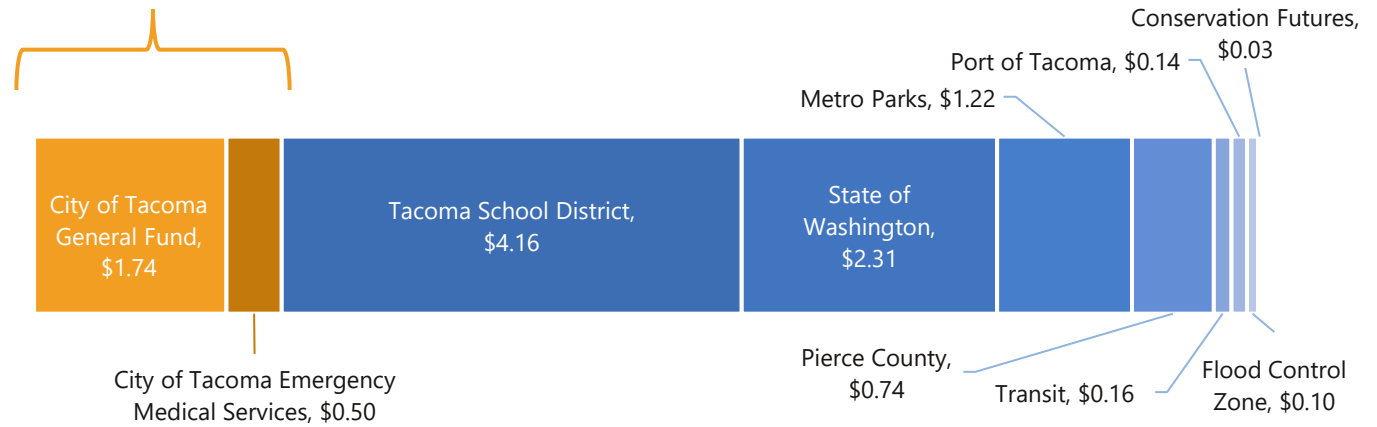 Conservation Futures,
$0.03
Port of Tacoma, $0.14
Metro Parks, $1.22
City of Tacoma
General Fund,
$1.74
Tacoma School District,
$4.16
State of
Washington,
$2.31
City of Tacoma Emergency
Medical Services, $0.50
Pierce County,
$0.74
Transit, $0.16
Flood Control
Zone, $0.10